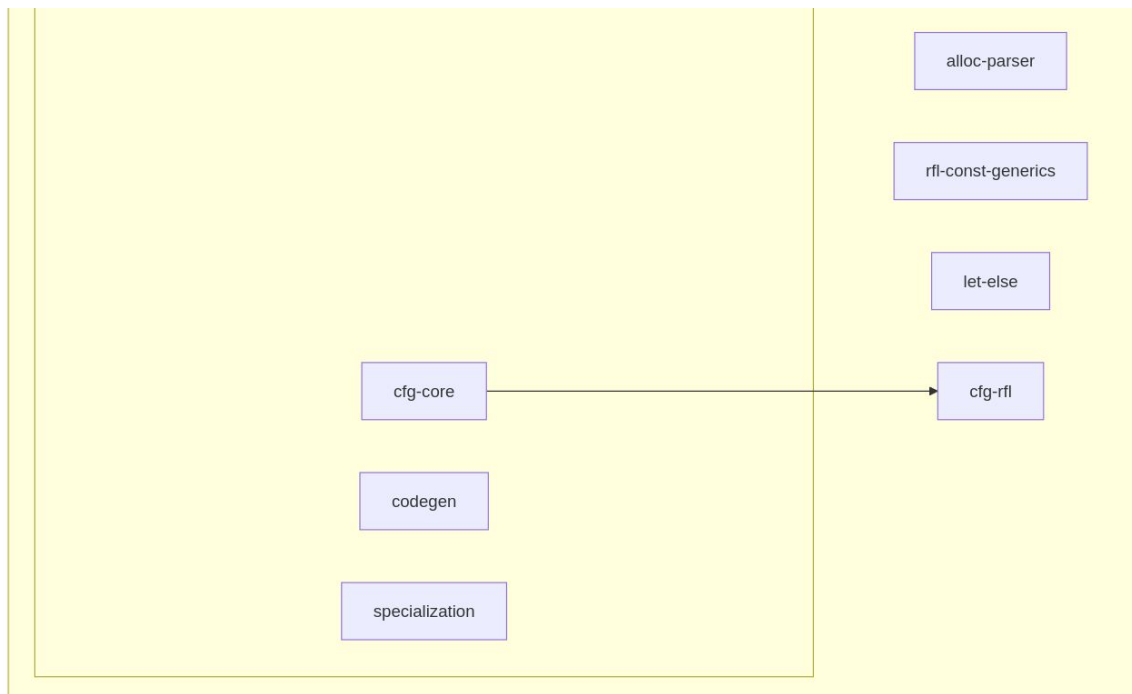 alloc-parser
rfl-const-generics
let-else
cfg-core
cfg-rfl
codegen
specialization